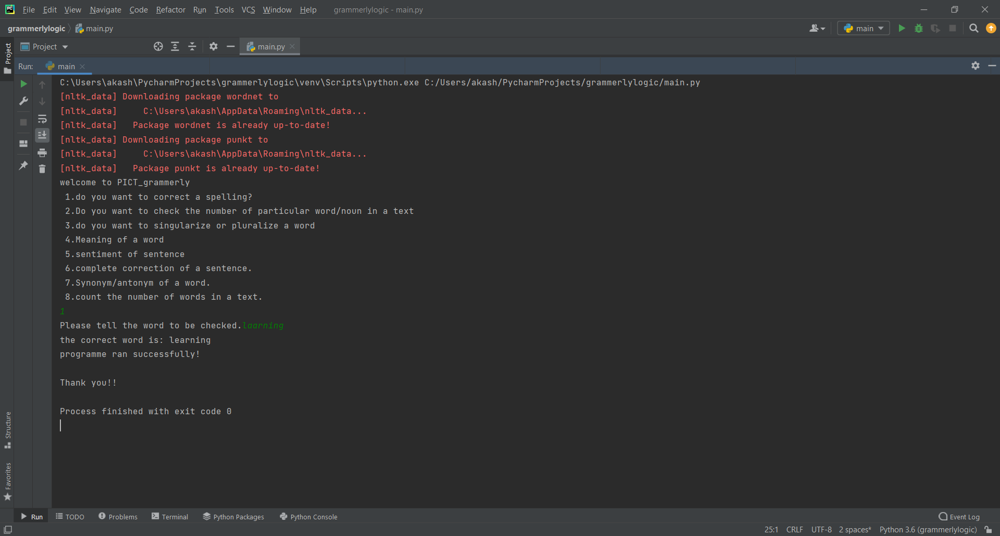 File Edit View Navigate Code Refactor Run Tools VCS Window Help grammerlylogic - main.py
grammerlylogic main.py main
Project Project main.py
Run: main
C:\Users\akash\PycharmProjects\grammerlylogic\venv\Scripts\python.exe C:/Users/akash/PycharmProjects/grammerlylogic/main.py
[nltk_data] Downloading package wordnet to
[nltk_data]     C:\Users\akash\AppData\Roaming\nltk_data...
[nltk_data]   Package wordnet is already up-to-date!
[nltk_data] Downloading package punkt to
[nltk_data]     C:\Users\akash\AppData\Roaming\nltk_data...
[nltk_data]   Package punkt is already up-to-date!
welcome to PICT_grammerly
1.do you want to correct a spelling?
2.Do you want to check the number of particular word/noun in a text
3.do you want to singularize or pluralize a word
4.Meaning of a word
5.sentiment of sentence
6.complete correction of a sentence.
7.Synonym/antonym of a word.
8.count the number of words in a text.
1
Please tell the word to be checked.laarning
the correct word is: learning
programme ran successfully!
Thank you!!
Process finished with exit code 0
Structure
Favorites
Run TODO Problems Terminal Python Packages Python Console Event Log
25:1 CRLF UTF-8 2 spaces* Python 3.6 (grammerlylogic)